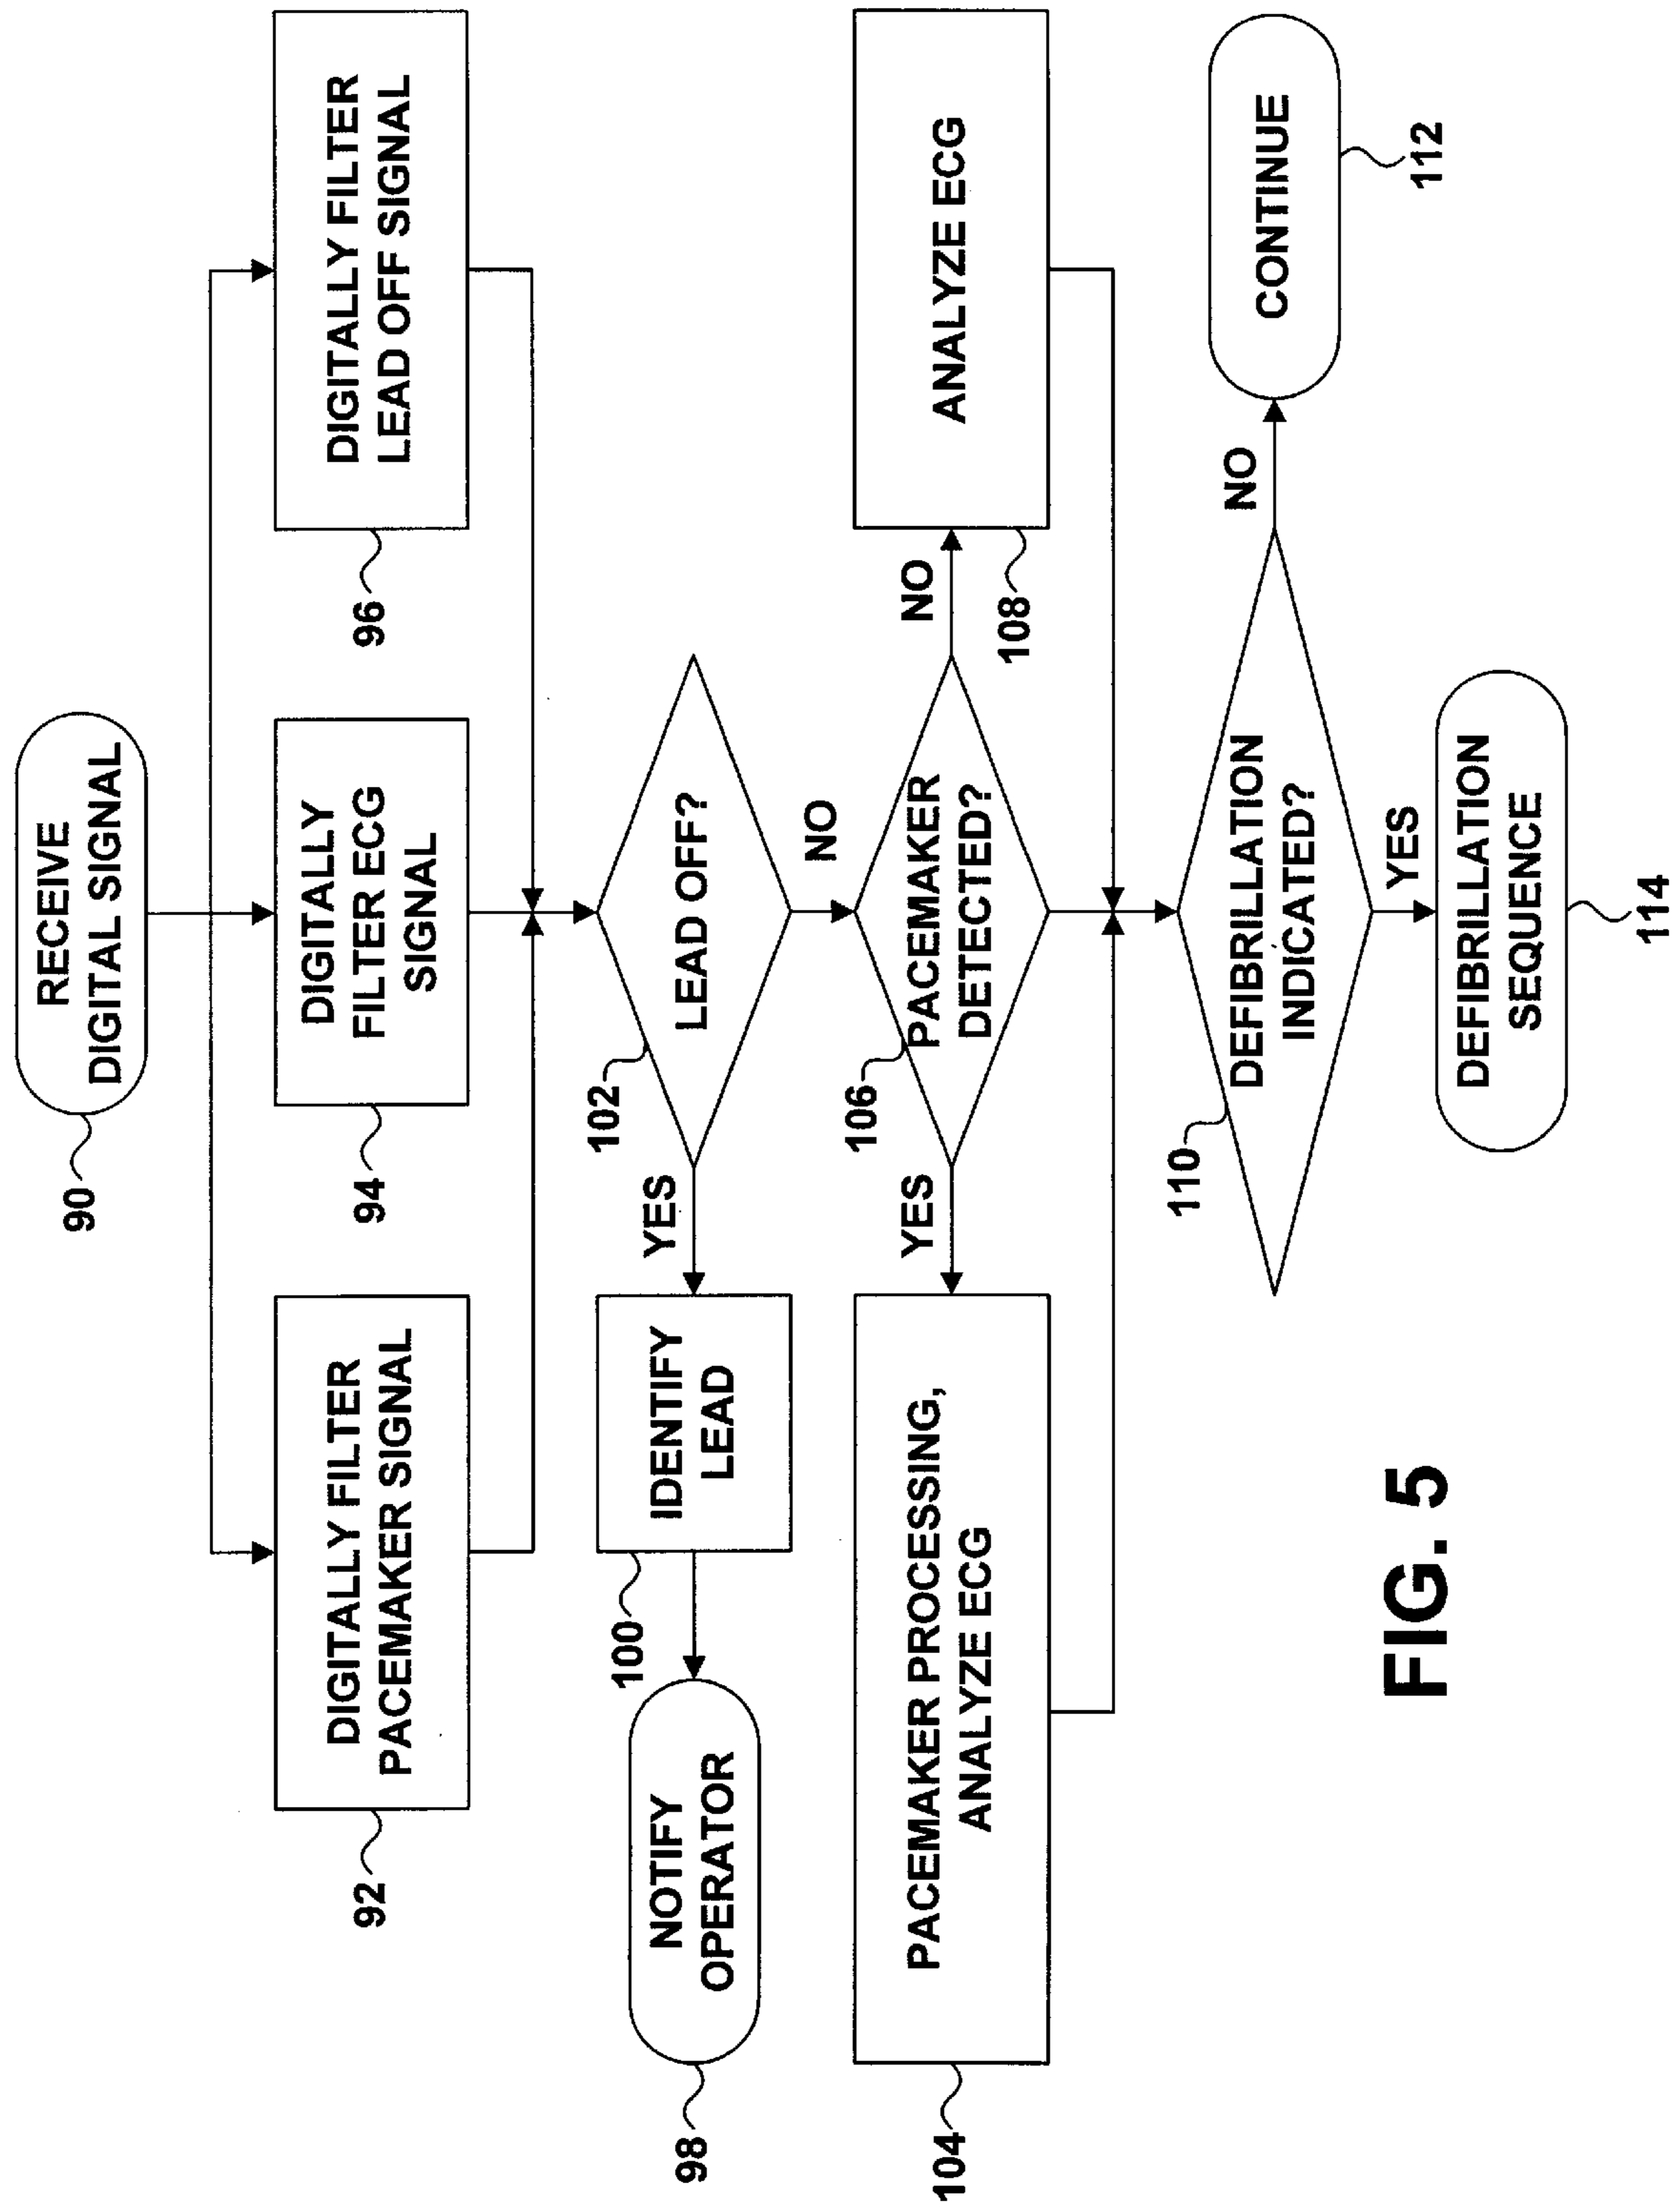 RECEIVE
DIGITAL SIGNAL
90
DIGITALLY FILTER
PACEMAKER SIGNAL
92
DIGITALLY
FILTER ECG
SIGNAL
94
DIGITALLY FILTER
LEAD OFF SIGNAL
96
LEAD OFF?
102
YES
IDENTIFY
LEAD
100
NOTIFY
OPERATOR
98
NO
PACEMAKER
DETECTED?
106
YES
PACEMAKER PROCESSING,
ANALYZE ECG
104
NO
ANALYZE ECG
108
DEFIBRILLATION
INDICATED?
110
NO
CONTINUE
112
YES
DEFIBRILLATION
SEQUENCE
114
FIG. 5